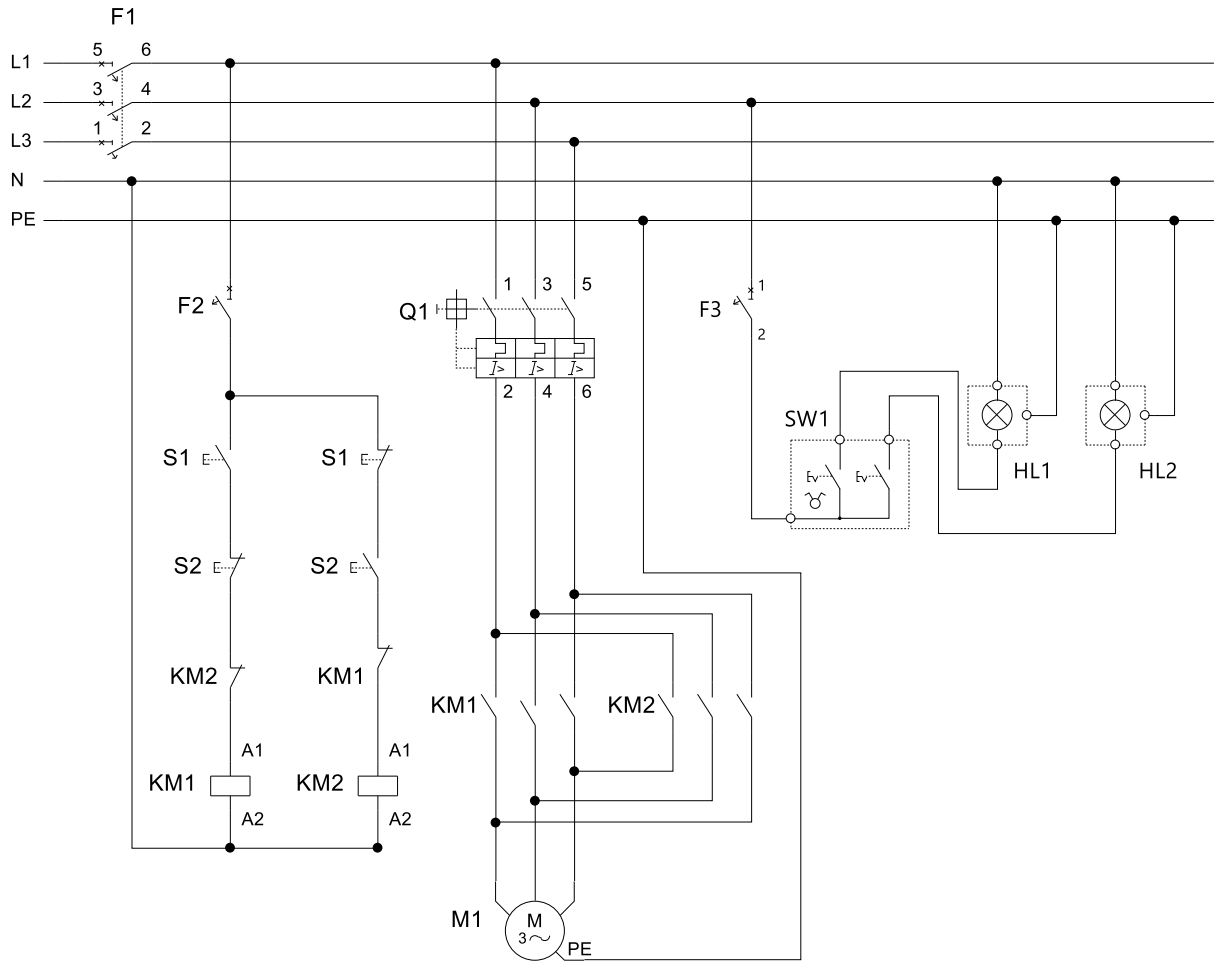 F1
L1 5 6
L2 3 4
L3 1 2
N
PE
F2
Q1 1 3 5
I> I> I>
2 4 6
F3 1
2
SW1
HL1 HL2
S1 S1
S2 S2
KM2 KM1
KM1 KM2
A1 A1
KM1 KM2
A2 A2
M1 M
3
PE